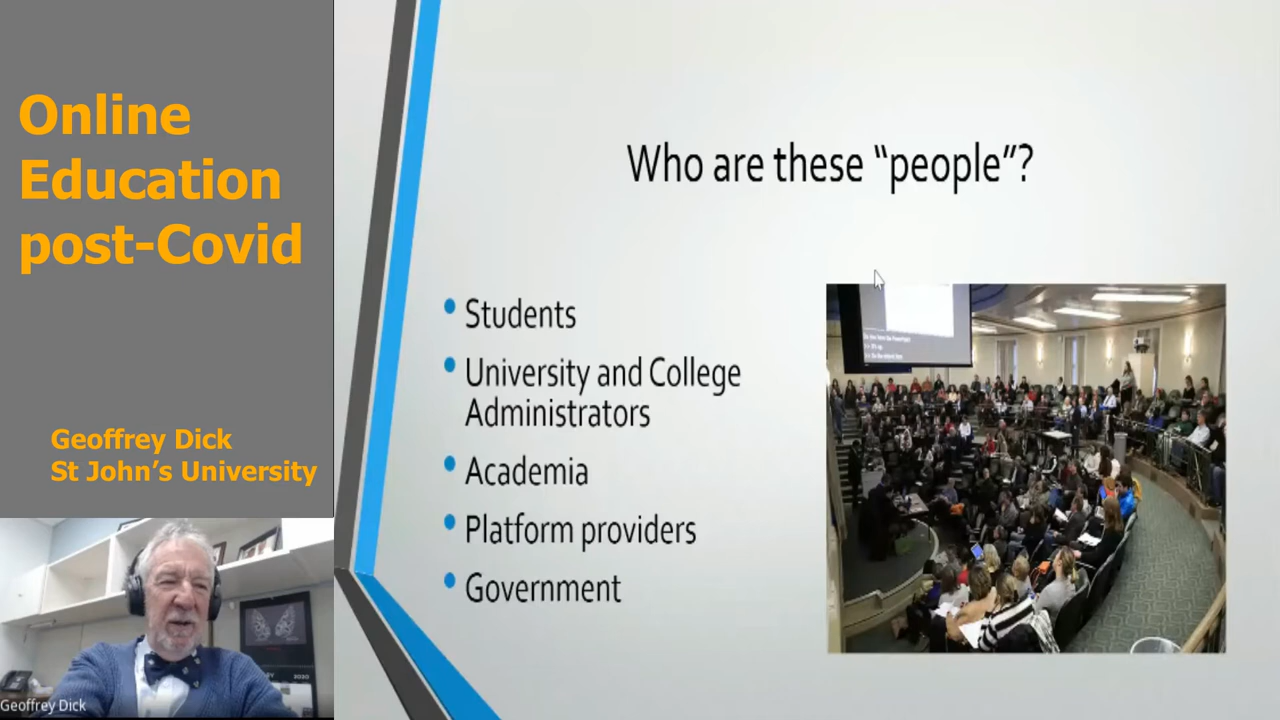 Online
Education
post-Covid
Geoffrey Dick
St John's University
Geoffrey Dick
Who are these “people”?
• Students
• University and College
Administrators
• Academia
• Platform providers
• Government